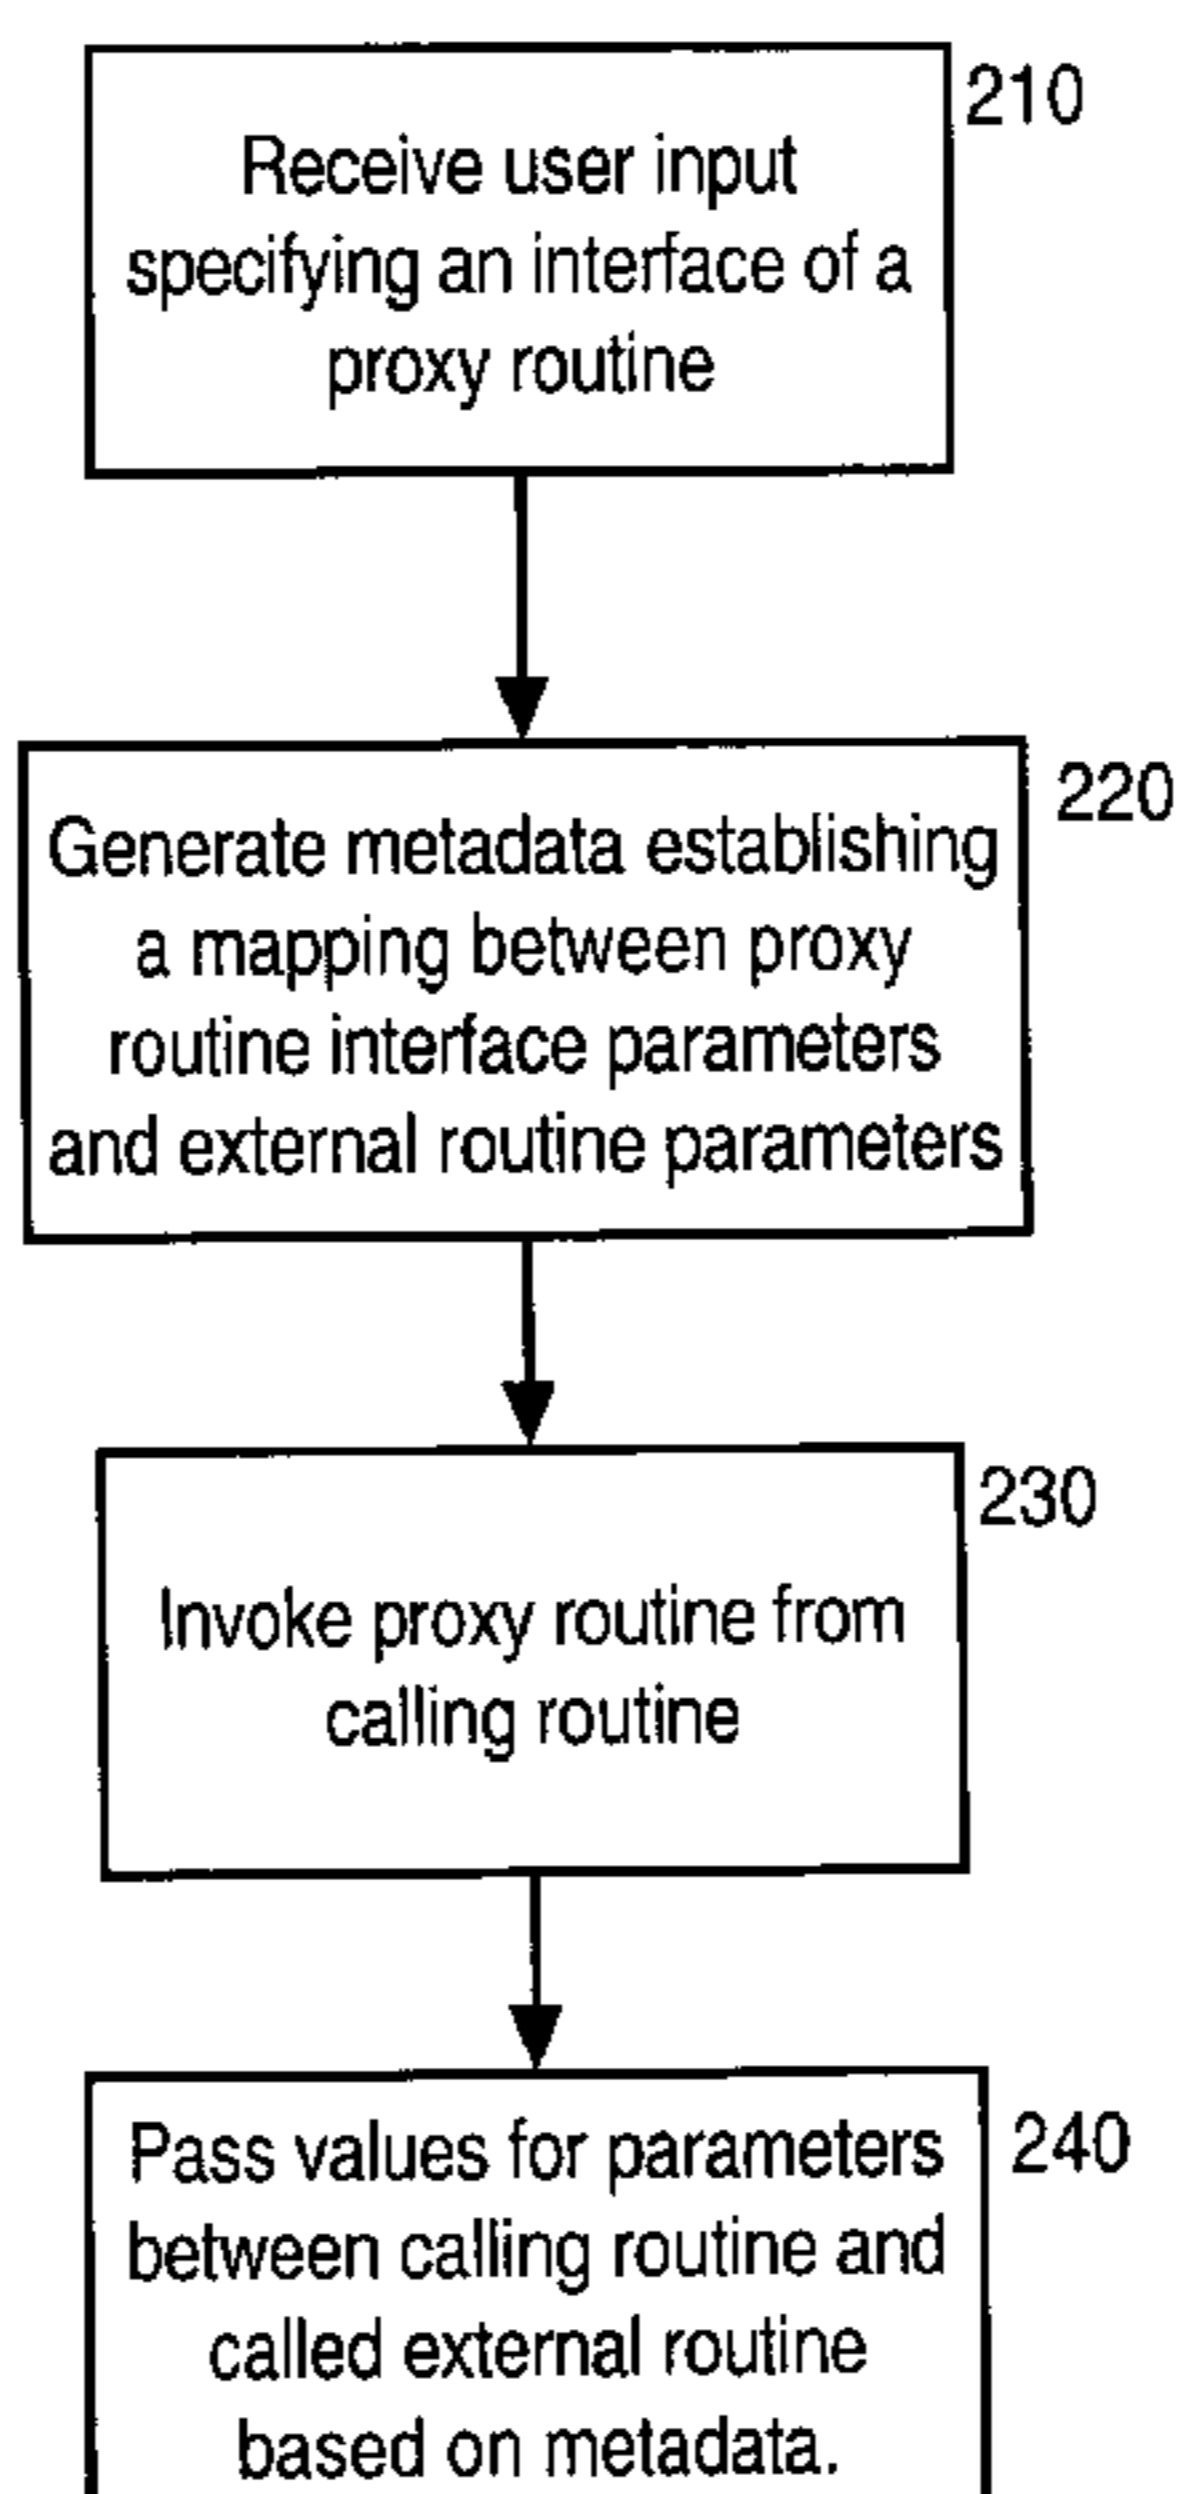 210
Receive user input
specifying an interface of a
proxy routine
220
Generate metadata establishing
a mapping between proxy
routine interface parameters
and external routine parameters
230
Invoke proxy routine from
calling routine
240
Pass values for parameters
between calling routine and
called external routine
based on metadata.